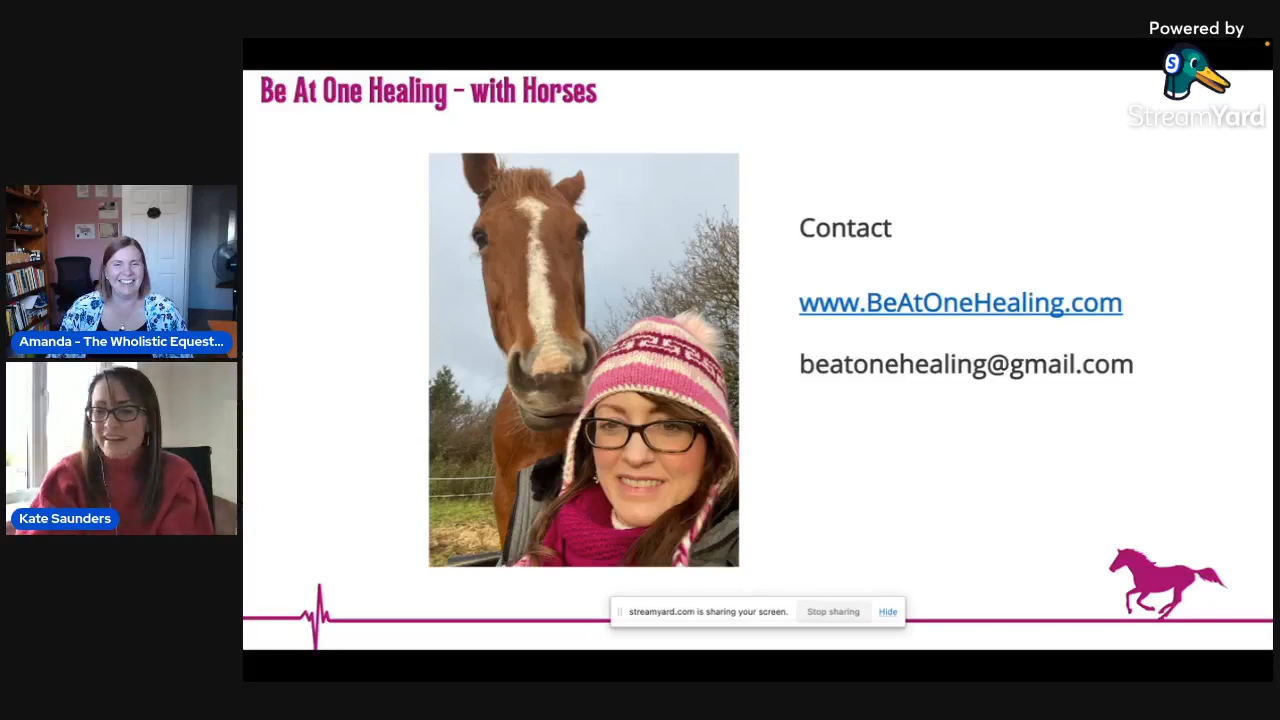 Powered by
S
StreamYard
Be At One Healing - with Horses
Contact
www.BeAtOneHealing.com
beatonehealing@gmail.com
Amanda - The Wholistic Equest...
Kate Saunders
streamyard.com is sharing your screen.
Stop sharing
Hide